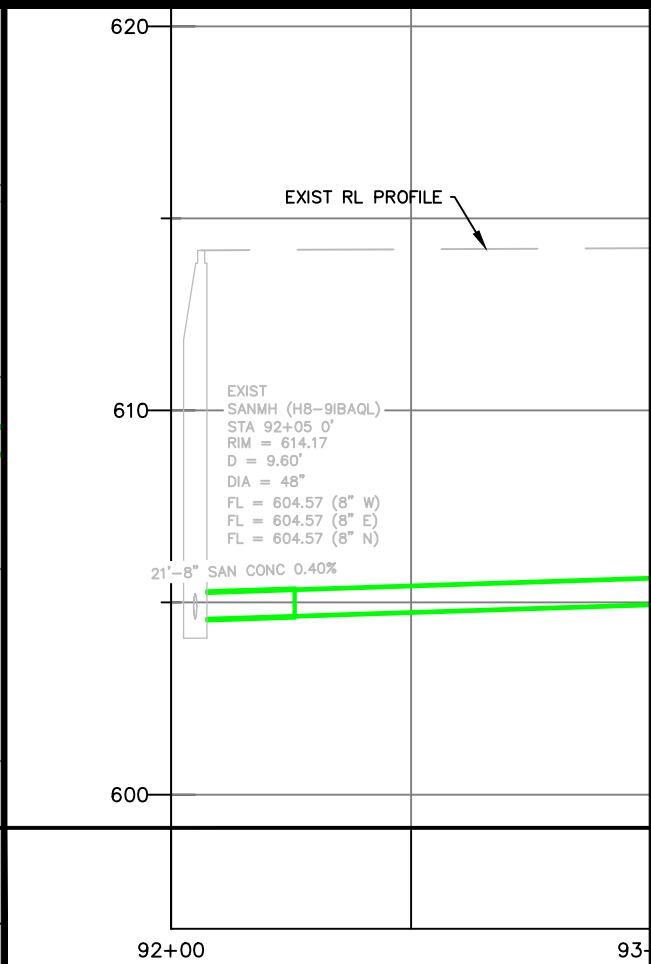 620
EXIST RL PROFILE
EXIST
610
SANMH (H8-9IBAQL)
STA 92+05 0'
RIM = 614.17
D = 9.60'
DIA = 48"
FL = 604.57 (8" W)
FL = 604.57 (8" E)
FL = 604.57 (8" N)
21'-8" SAN CONC 0.40%
600
92+00
93